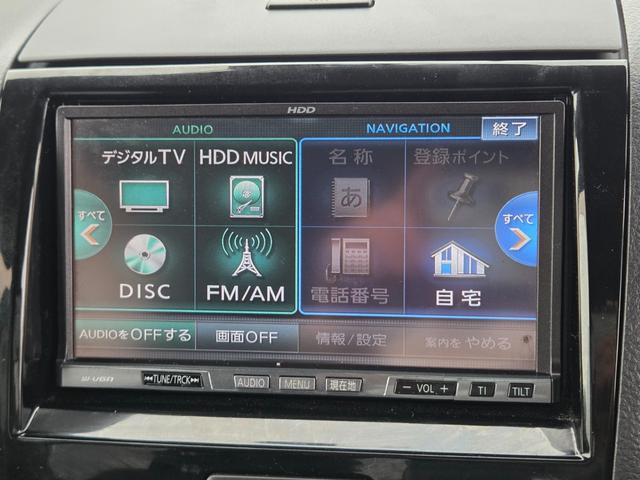 HDD
AUDIO
NAVIGATION
終了
デジタルTV
HDD MUSIC
名称
登録ポイント
すべて
あ
すべて
DISC
FM/AM
電話番号
自宅
AUDIOをOFFする
画面OFF
情報/設定
案内を やめる
TUNE/TRCK
AUDIO
MENU
現在地
− VOL +
TI
TILT